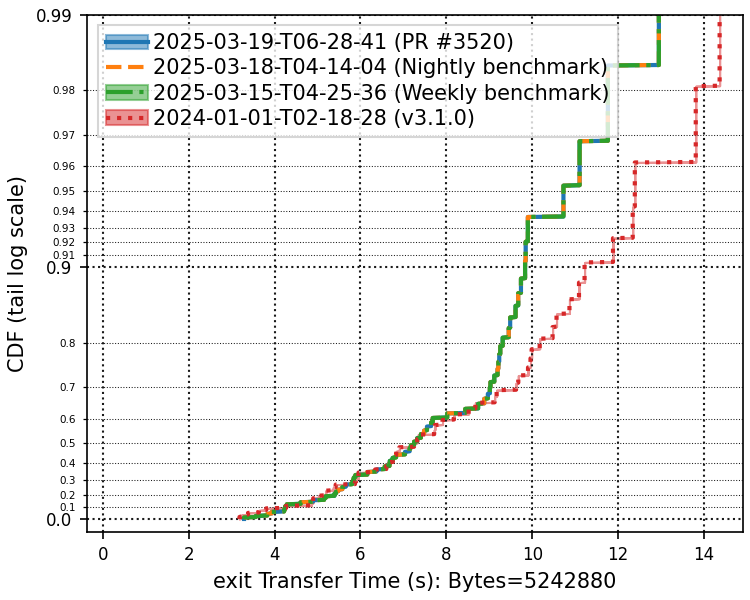 0.99
2025-03-19-T06-28-41 (PR #3520)
2025-03-18-T04-14-04 (Nightly benchmark)
2025-03-15-T04-25-36 (Weekly benchmark)
2024-01-01-T02-18-28 (v3.1.0)
0.98
0.97
0.96
0.95
0.94
0.93
0.92
0.91
0.9
0.8
0.7
0.6
0.5
0.4
0.3
0.2
0.1
0.0
CDF (tail log scale)
0 2 4 6 8 10 12 14
exit Transfer Time (s): Bytes=5242880